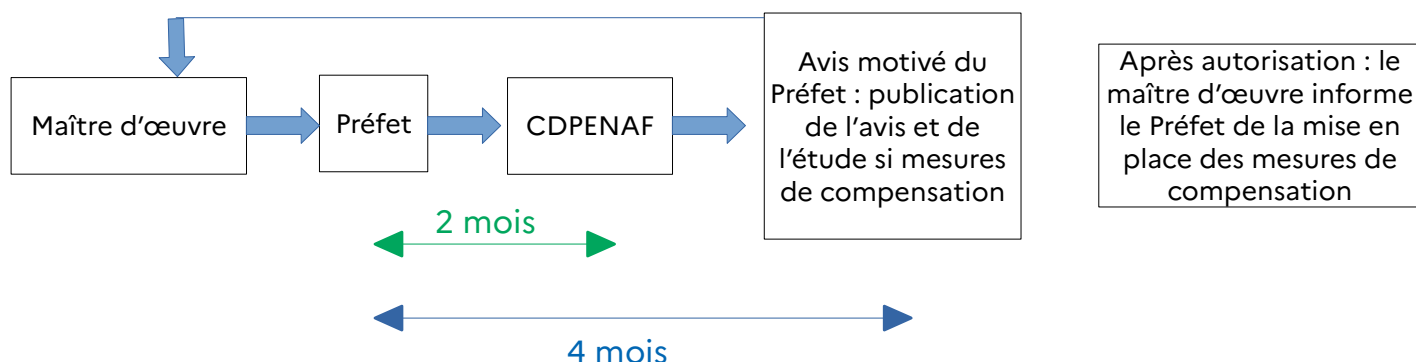 Maître d’œuvre
Préfet
CDPENAF
Avis motivé du
Préfet : publication
de l’avis et de
l’étude si mesures
de compensation
Après autorisation : le
maître d’œuvre informe
le Préfet de la mise en
place des mesures de
compensation
2 mois
4 mois